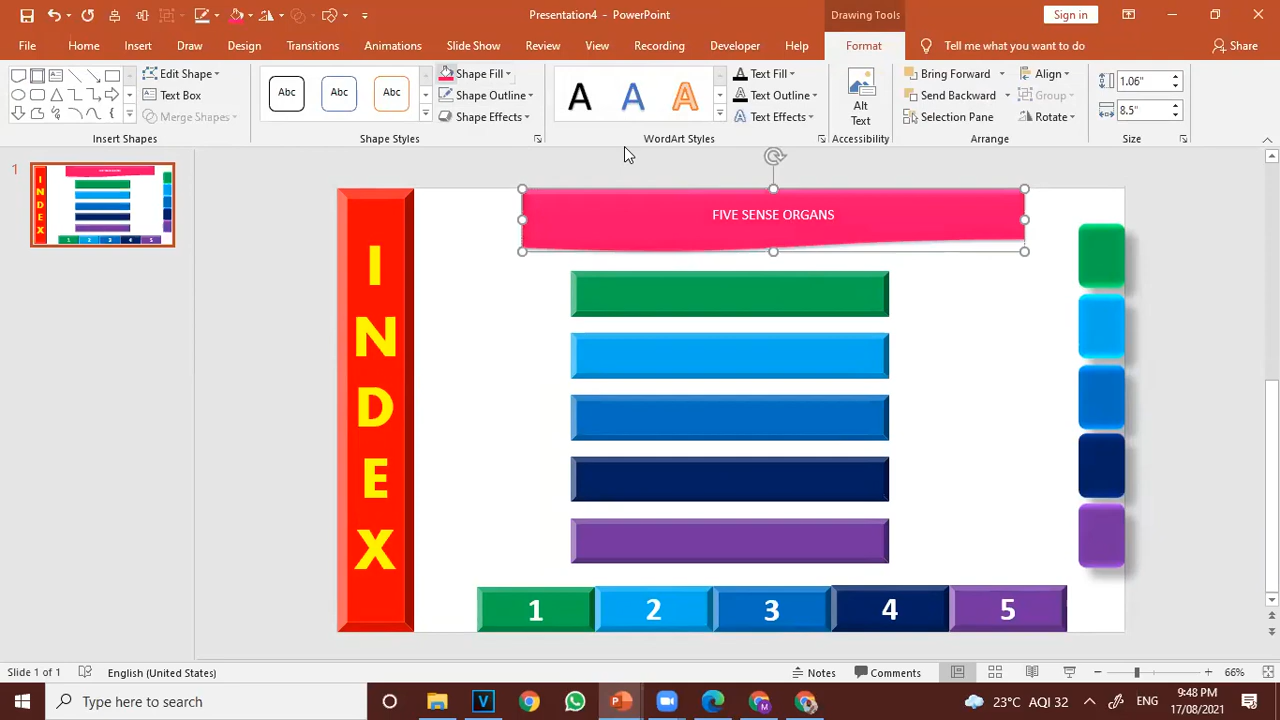 Presentation4 - PowerPoint
Drawing Tools
Sign in
File
Home
Insert
Draw
Design
Transitions
Animations
Slide Show
Review
View
Recording
Developer
Help
Format
Tell me what you want to do
Share
Edit Shape
Text Box
Merge Shapes
Insert Shapes
Abc
Abc
Abc
Shape Fill
Shape Outline
Shape Effects
Shape Styles
A
A
A
Text Fill
Text Outline
Text Effects
WordArt Styles
Alt
Text
Accessibility
Bring Forward
Send Backward
Selection Pane
Align
Group
Rotate
Arrange
1.06"
8.5"
Size
1
I
N
D
E
X
1
2
3
4
5
FIVE SENSE ORGANS
I
N
D
E
X
1
2
3
4
5
Slide 1 of 1
English (United States)
Notes
Comments
66%
Type here to search
23°C AQI 32
ENG
9:48 PM
17/08/2021